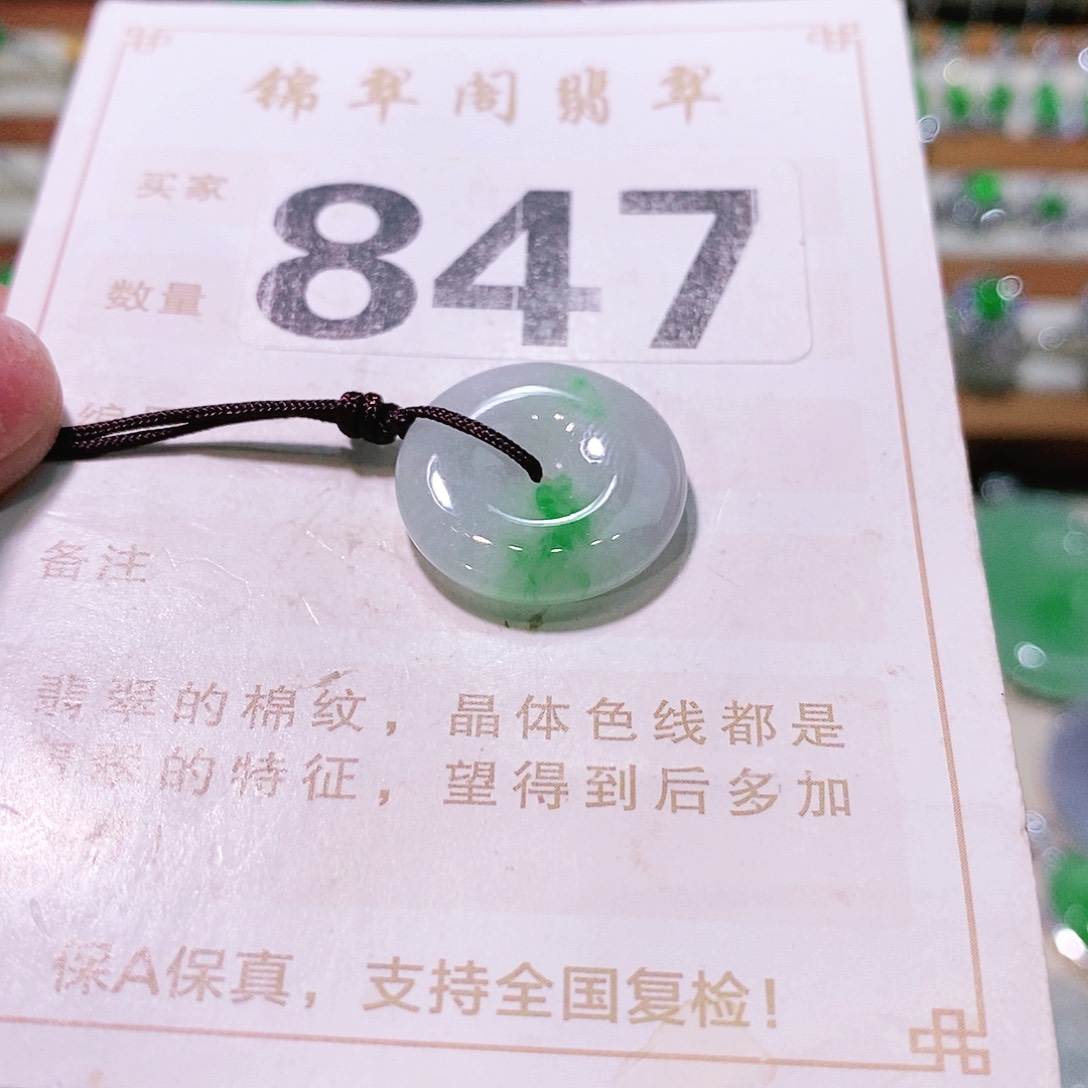 锦翠阁翡翠
买家
847
数量
备注
翡翠的棉纹，晶体色线都是
翡翠的特征，望得到后多加
保A保真，支持全国复检！